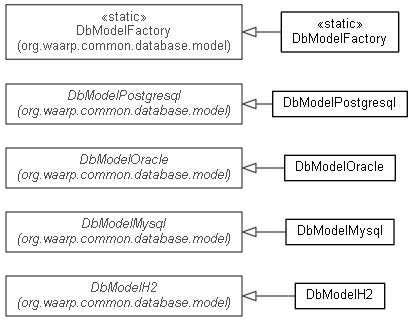 «static»
DbModelFactory
(org.waarp.common.database.model)
«static»
DbModelFactory
DbModelPostgresql
(org.waarp.common.database.model)
DbModelPostgresql
DbModelOracle
(org.waarp.common.database.model)
DbModelOracle
DbModelMysql
(org.waarp.common.database.model)
DbModelMysql
DbModelH2
(org.waarp.common.database.model)
DbModelH2